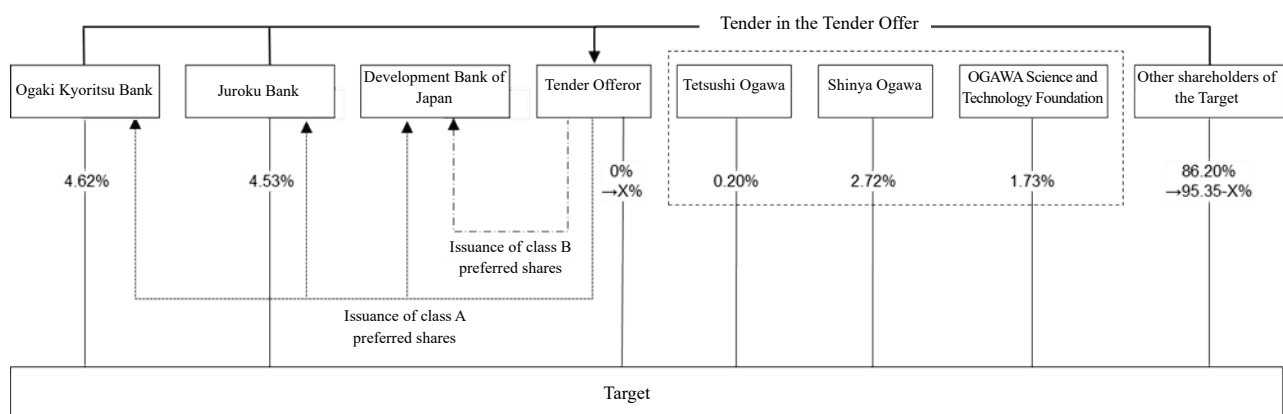 Tender in the Tender Offer
Ogaki Kyoritsu Bank
Juroku Bank
Development Bank of
Japan
Tender Offeror
Tetsushi Ogawa
Shinya Ogawa
OGAWA Science and
Technology Foundation
Other shareholders of
the Target
4.62%
4.53%
0%
→X%
0.20%
2.72%
1.73%
86.20%
→95.35-X%
Issuance of class B
preferred shares
Issuance of class A
preferred shares
Target